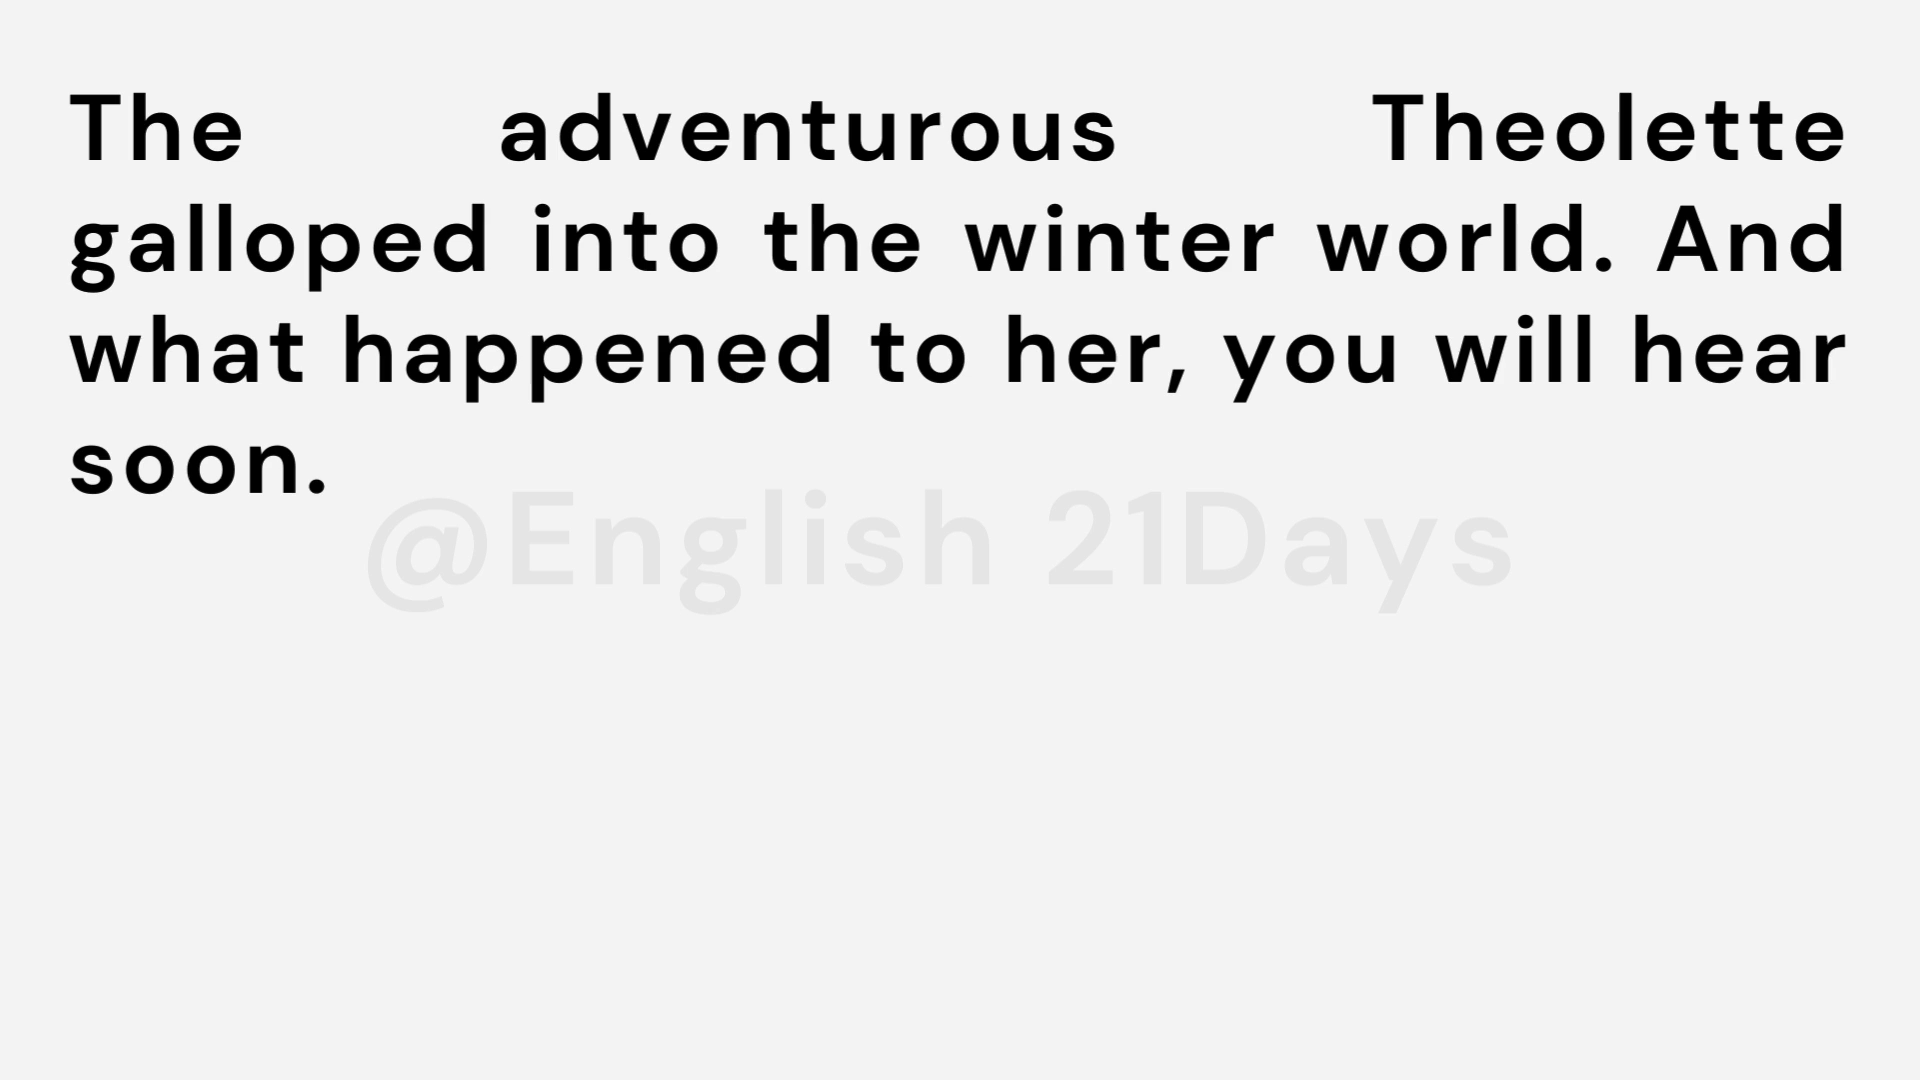 The adventurous Theolette
galloped into the winter world. And
what happened to her, you will hear
soon.
@English 21Days